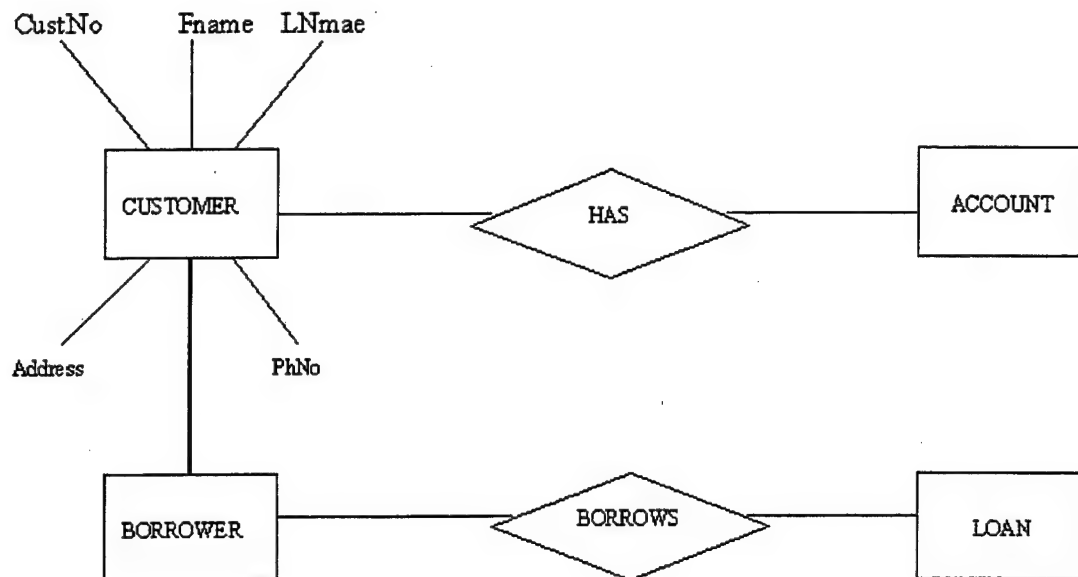 CustNo Fname LNmae
CUSTOMER HAS ACCOUNT
Address PhNo
BORROWER BORROWS LOAN